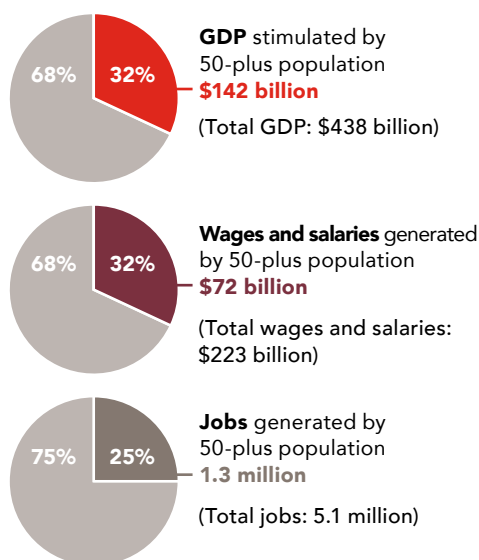 GDP stimulated by
50-plus population
68% 32%
$142 billion
(Total GDP: $438 billion)
Wages and salaries generated
by 50-plus population
68% 32%
$72 billion
(Total wages and salaries:
$223 billion)
Jobs generated by
50-plus population
75% 25%
1.3 million
(Total jobs: 5.1 million)